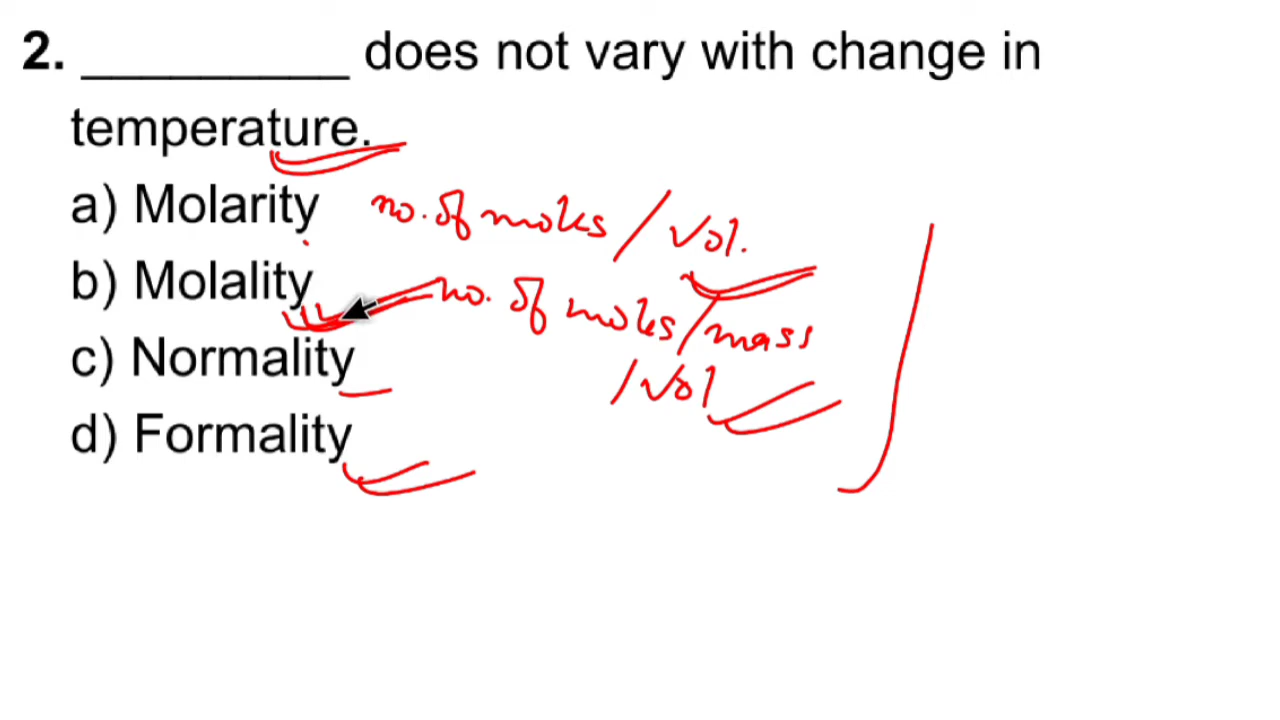 2. _________ does not vary with change in
temperature.
a) Molarity no. of moles / vol.
b) Molality no. of moles/mass
c) Normality /vol
d) Formality